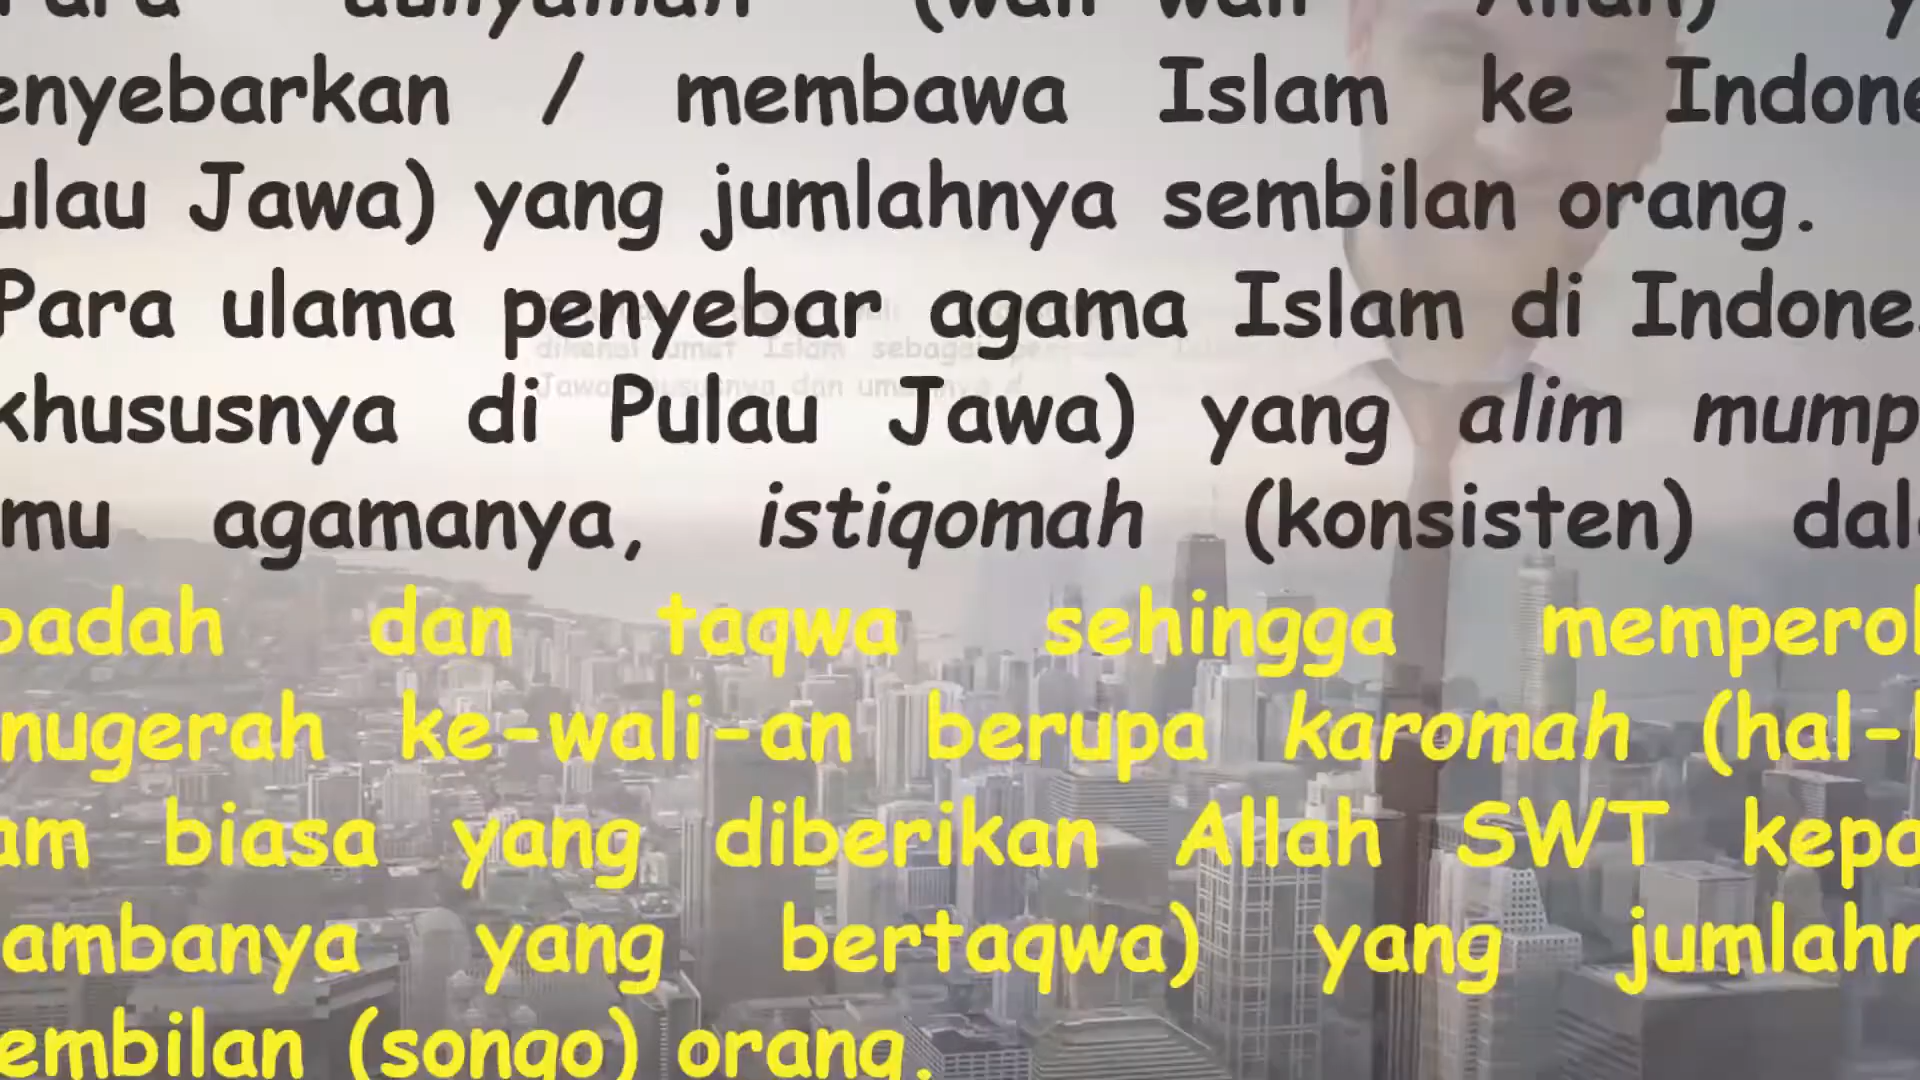 (wali-wali Allah)
enyebarkan / membawa Islam ke Indone
ulau Jawa) yang jumlahnya sembilan orang.
Para ulama penyebar agama Islam di Indone
khususnya di Pulau Jawa) yang alim mump
mu agamanya, istiqomah (konsisten) dal
badah dan taqwa sehingga memperol
nugerah ke-wali-an berupa karomah (hal-h
am biasa yang diberikan Allah SWT kepa
ambanya yang bertaqwa) yang jumlahn
embilan (songo) orang.